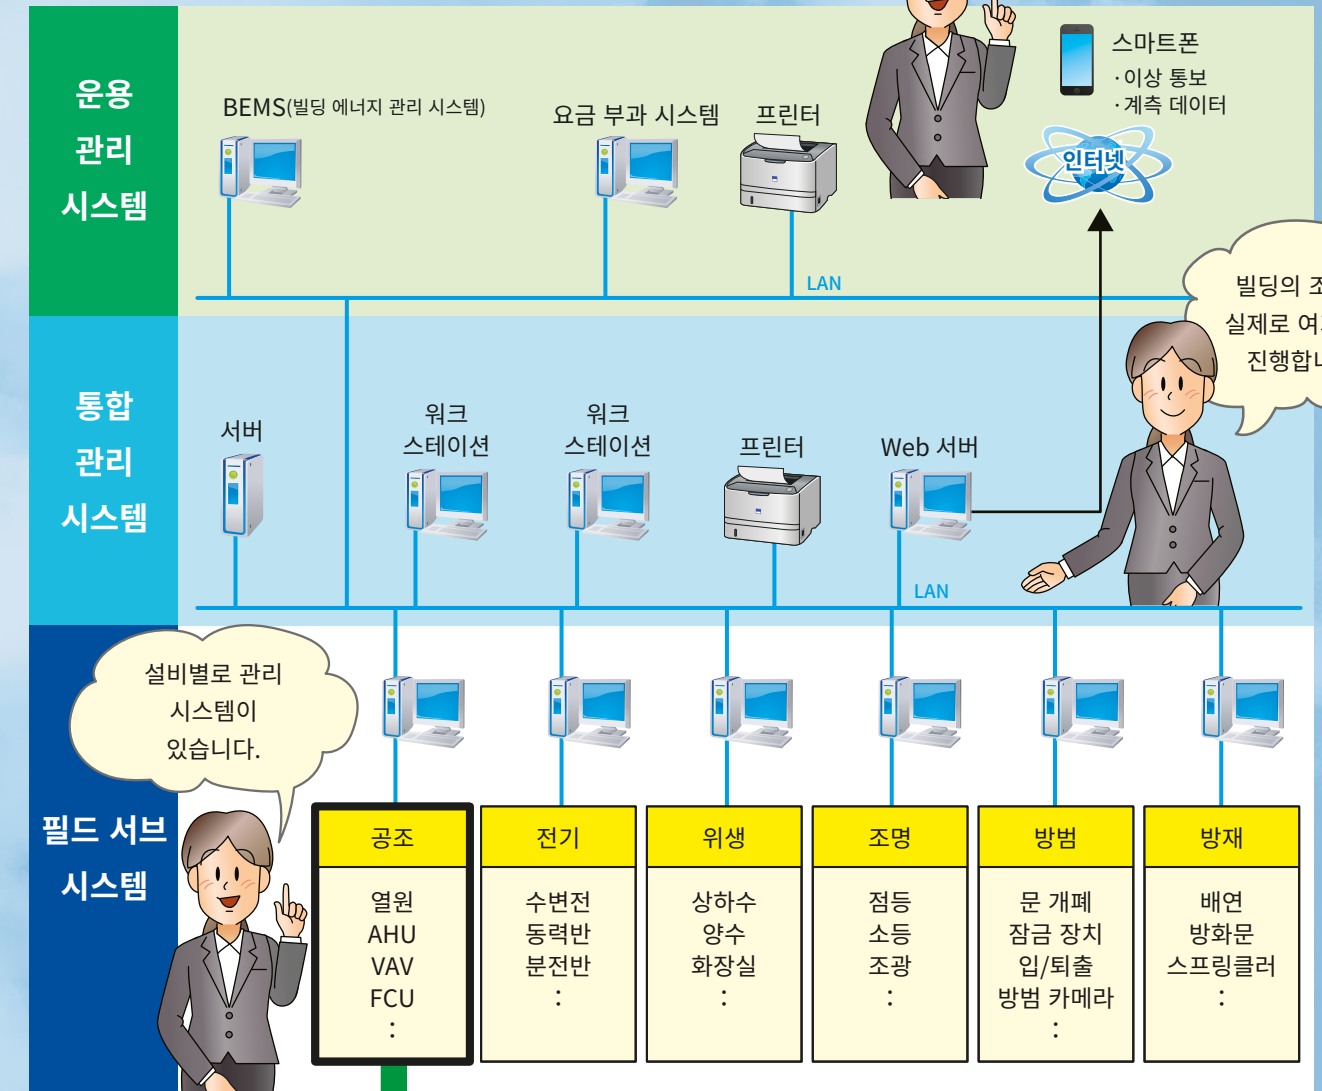 운용
관리
시스템
BEMS(빌딩 에너지 관리 시스템)
요금 부과 시스템
프린터
스마트폰
·이상 통보
·계측 데이터
인터넷
LAN
빌딩의
실제로
통합
관리
시스템
서버
워크
스테이션
워크
스테이션
프린터
Web 서버
LAN
설비별로 관리
시스템이
있습니다.
필드 서브
시스템
공조
열원
AHU
VAV
FCU
:
전기
수변전
동력반
분전반
:
위생
상하수
양수
화장실
:
조명
점등
소등
조광
:
방범
문 개폐
잠금 장치
입/퇴출
방범 카메라
:
방재
배연
방화문
스프링클러
: